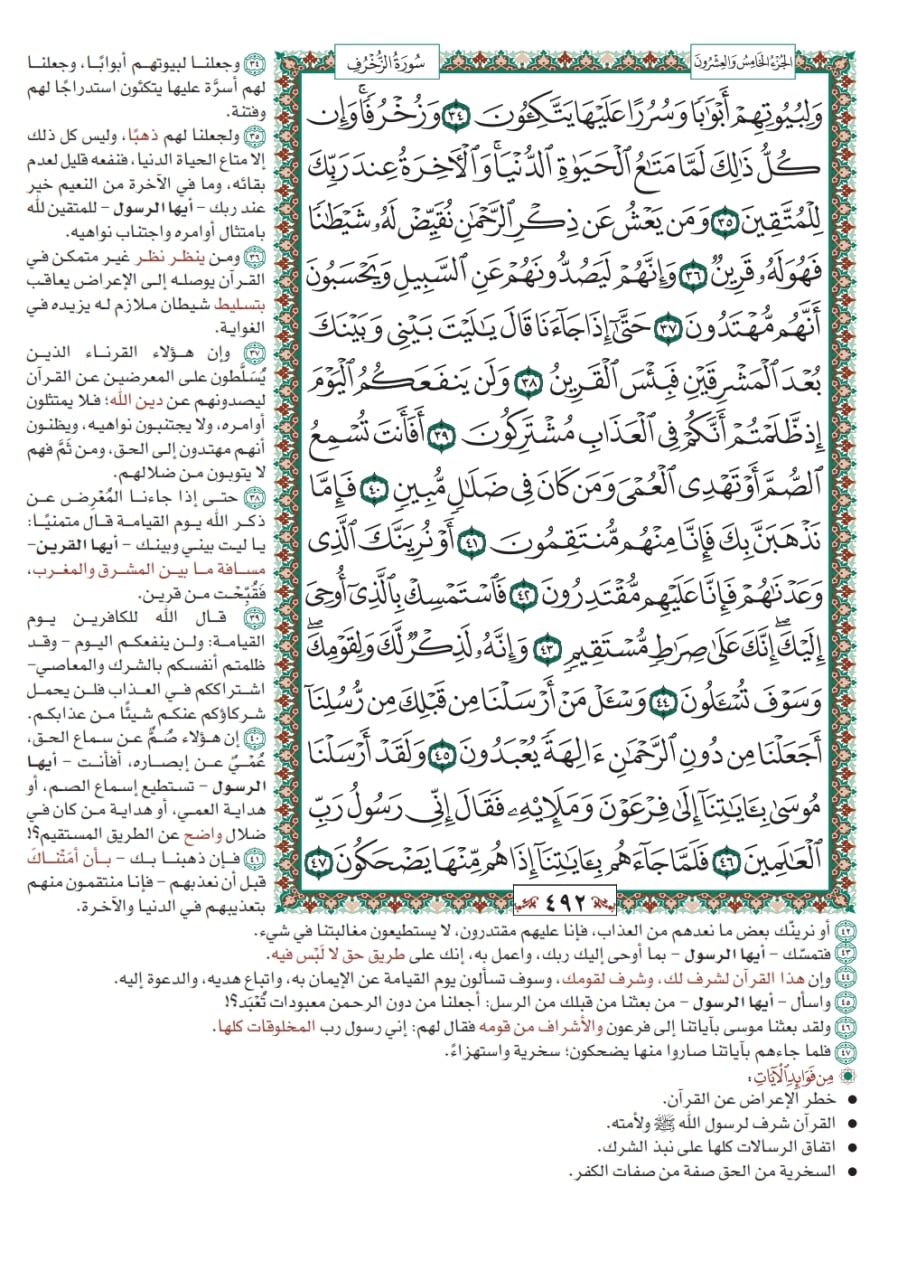 الجزء الخامس والعشرون
سورة الزخرف
وَلِبُيُوتِهِمْ أَبْوَٰبًا وَسُرُرًا عَلَيْهَا يَتَّكِـُٔونَ ٣٤ وَزُخْرُفًا ۚ وَإِن
كُلُّ ذَٰلِكَ لَمَّا مَتَٰعُ ٱلْحَيَوٰةِ ٱلدُّنْيَا ۚ وَٱلْـَٔاخِرَةُ عِندَ رَبِّكَ
لِلْمُتَّقِينَ ٣٥ وَمَن يَعْشُ عَن ذِكْرِ ٱلرَّحْمَٰنِ نُقَيِّضْ لَهُۥ شَيْطَٰنًا
فَهُوَ لَهُۥ قَرِينٌ ٣٦ وَإِنَّهُمْ لَيَصُدُّونَهُمْ عَنِ ٱلسَّبِيلِ وَيَحْسَبُونَ
أَنَّهُم مُّهْتَدُونَ ٣٧ حَتَّىٰٓ إِذَا جَآءَنَا قَالَ يَٰلَيْتَ بَيْنِى وَبَيْنَكَ
بُعْدَ ٱلْمَشْرِقَيْنِ فَبِئْسَ ٱلْقَرِينُ ٣٨ وَلَن يَنفَعَكُمُ ٱلْيَوْمَ
إِذ ظَّلَمْتُمْ أَنَّكُمْ فِى ٱلْعَذَابِ مُشْتَرِكُونَ ٣٩ أَفَأَنتَ تُسْمِعُ
ٱلصُّمَّ أَوْ تَهْدِى ٱلْعُمْىَ وَمَن كَانَ فِى ضَلَٰلٍ مُّبِينٍ ٤٠ فَإِمَّا
نَذْهَبَنَّ بِكَ فَإِنَّا مِنْهُم مُّنتَقِمُونَ ٤١ أَوْ نُرِيَنَّكَ ٱلَّذِى
وَعَدْنَٰهُمْ فَإِنَّا عَلَيْهِم مُّقْتَدِرُونَ ٤٢ فَٱسْتَمْسِكْ بِٱلَّذِىٓ أُوحِىَ
إِلَيْكَ ۖ إِنَّكَ عَلَىٰ صِرَٰطٍ مُّسْتَقِيمٍ ٤٣ وَإِنَّهُۥ لَذِكْرٌ لَّكَ وَلِقَوْمِكَ ۖ
وَسَوْفَ تُسْـَٔلُونَ ٤٤ وَسْـَٔلْ مَنْ أَرْسَلْنَا مِن قَبْلِكَ مِن رُّسُلِنَآ
أَجَعَلْنَا مِن دُونِ ٱلرَّحْمَٰنِ ءَالِهَةً يُعْبَدُونَ ٤٥ وَلَقَدْ أَرْسَلْنَا
مُوسَىٰ بِـَٔايَٰتِنَآ إِلَىٰ فِرْعَوْنَ وَمَلَإِي۟هِۦ فَقَالَ إِنِّى رَسُولُ رَبِّ
ٱلْعَٰلَمِينَ ٤٦ فَلَمَّا جَآءَهُم بِـَٔايَٰتِنَآ إِذَا هُم مِّنْهَا يَضْحَكُونَ ٤٧
٤٩٢
٣٤ وجعلنا لبيوتهم أبوابًا، وجعلنا
لهم أسرَّة عليها يتكئون استدراجًا لهم
وفتنة.
٣٥ ولجعلنا لهم ذهبًا، وليس كل ذلك
إلا متاع الحياة الدنيا، فنفعه قليل لعدم
بقائه، وما في الآخرة من النعيم خير
عند ربك – أيها الرسول – للمتقين لله
بامتثال أوامره واجتناب نواهيه.
٣٦ ومن ينظر نظر غير متمكن في
القرآن يوصله إلى الإعراض يعاقب
بتسليط شيطان ملازم له يزيده في
الغواية.
٣٧ وإن هؤلاء القرناء الذين
يُسَلَّطون على المعرضين عن القرآن
ليصدونهم عن دين الله؛ فلا يمتثلون
أوامره، ولا يجتنبون نواهيه، ويظنون
أنهم مهتدون إلى الحق، ومن ثَمَّ فهم
لا يتوبون من ضلالهم.
٣٨ حتى إذا جاءنا المُعْرِض عن
ذكر الله يوم القيامة قال متمنيًا:
يا ليت بيني وبينك – أيها القرين–
مسافة ما بين المشرق والمغرب،
فَقُبِّحْت من قرين.
٣٩ قال الله للكافرين يوم
القيامة: ولن ينفعكم اليوم – وقد
ظلمتم أنفسكم بالشرك والمعاصي–
اشتراككم في العذاب فلن يحمل
شركاؤكم عنكم شيئًا من عذابكم.
٤٠ إن هؤلاء صُمٌّ عن سماع الحق،
عُمْيٌ عن إبصاره، أفأنت – أيها
الرسول – تستطيع إسماع الصم، أو
هداية العمي، أو هداية من كان في
ضلال واضح عن الطريق المستقيم؟!
٤١ فإن ذهبنا بك – بأن أمَتْناكَ
قبل أن نعذبهم – فإنا منتقمون منهم
بتعذيبهم في الدنيا والآخرة.
٤٢ أو نرينّك بعض ما نعدهم من العذاب، فإنا عليهم مقتدرون، لا يستطيعون مغالبتنا في شيء.
٤٣ فتمسّك – أيها الرسول – بما أوحى إليك ربك، واعمل به، إنك على طريق حق لا لَبْس فيه.
٤٤ وإن هذا القرآن لشرف لك، وشرف لقومك، وسوف تسألون يوم القيامة عن الإيمان به، واتباع هديه، والدعوة إليه.
٤٥ واسأل – أيها الرسول – من بعثنا من قبلك من الرسل: أجعلنا من دون الرحمن معبودات تُعْبَد؟!
٤٦ ولقد بعثنا موسى بآياتنا إلى فرعون والأشراف من قومه فقال لهم: إني رسول رب المخلوقات كلها.
٤٧ فلما جاءهم بآياتنا صاروا منها يضحكون؛ سخرية واستهزاءً.
من فوائد الآيات:
• خطر الإعراض عن القرآن.
• القرآن شرف لرسول الله ﷺ ولأمته.
• اتفاق الرسالات كلها على نبذ الشرك.
• السخرية من الحق صفة من صفات الكفر.